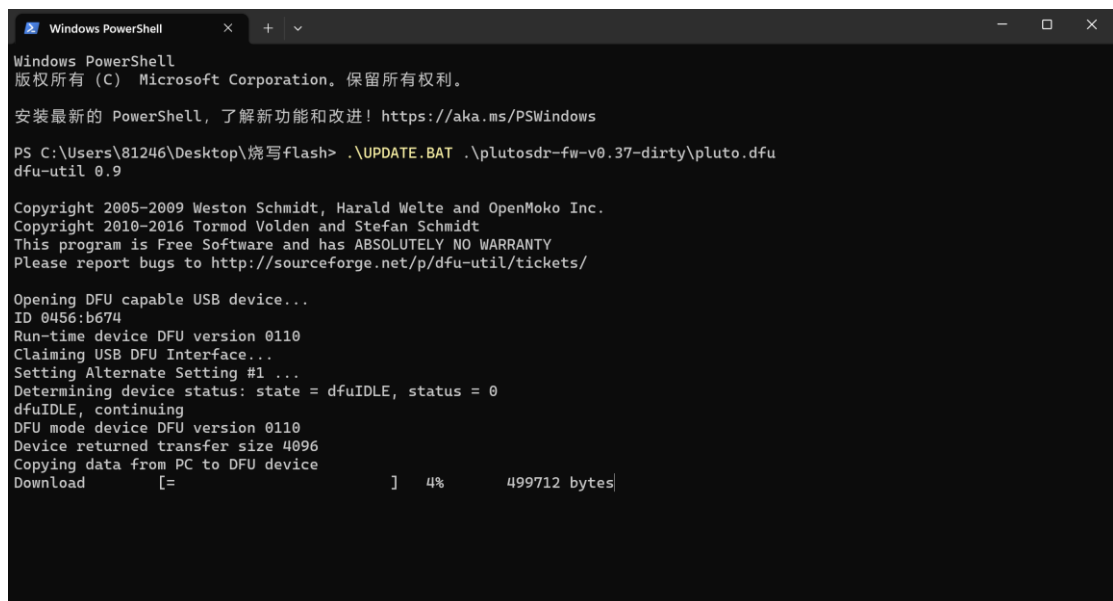 Windows PowerShell
Windows PowerShell
版权所有 (C) Microsoft Corporation。保留所有权利。
安装最新的 PowerShell，了解新功能和改进！https://aka.ms/PSWindows
PS C:\Users\81246\Desktop\烧写flash> .\UPDATE.BAT .\plutosdr-fw-v0.37-dirty\pluto.dfu
dfu-util 0.9
Copyright 2005-2009 Weston Schmidt, Harald Welte and OpenMoko Inc.
Copyright 2010-2016 Tormod Volden and Stefan Schmidt
This program is Free Software and has ABSOLUTELY NO WARRANTY
Please report bugs to http://sourceforge.net/p/dfu-util/tickets/
Opening DFU capable USB device...
ID 0456:b674
Run-time device DFU version 0110
Claiming USB DFU Interface...
Setting Alternate Setting #1 ...
Determining device status: state = dfuIDLE, status = 0
dfuIDLE, continuing
DFU mode device DFU version 0110
Device returned transfer size 4096
Copying data from PC to DFU device
Download [= ] 4% 499712 bytes